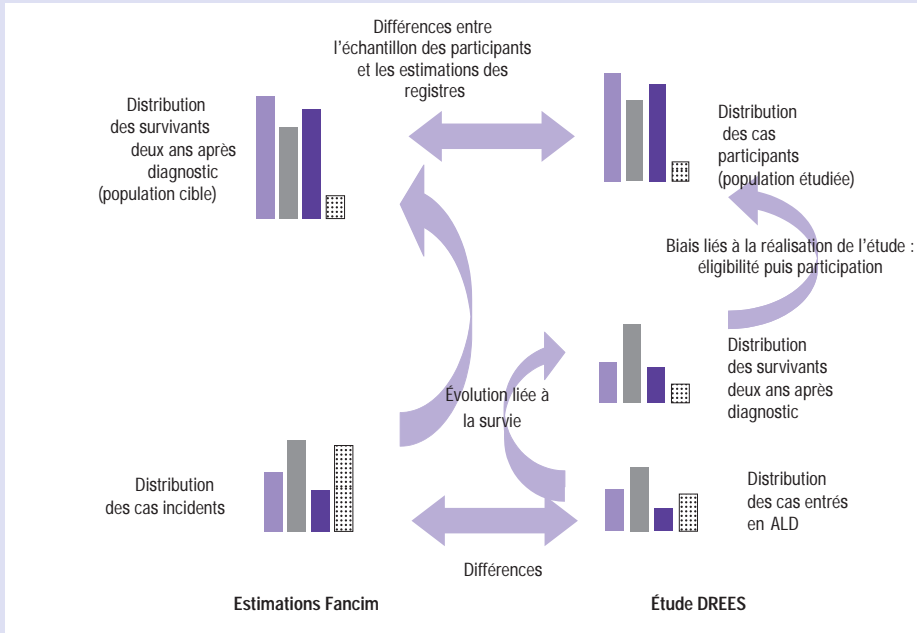 Différences entre
l'échantillon des participants
et les estimations des
registres
Distribution
des survivants
deux ans après
diagnostic
(population cible)
Distribution
des cas
participants
(population étudiée)
Biais liés à la réalisation de l'étude :
éligibilité puis participation
Évolution liée à
la survie
Distribution
des survivants
deux ans après
diagnostic
Distribution
des cas incidents
Distribution
des cas entrés
en ALD
Différences
Estimations Fancim
Étude DREES